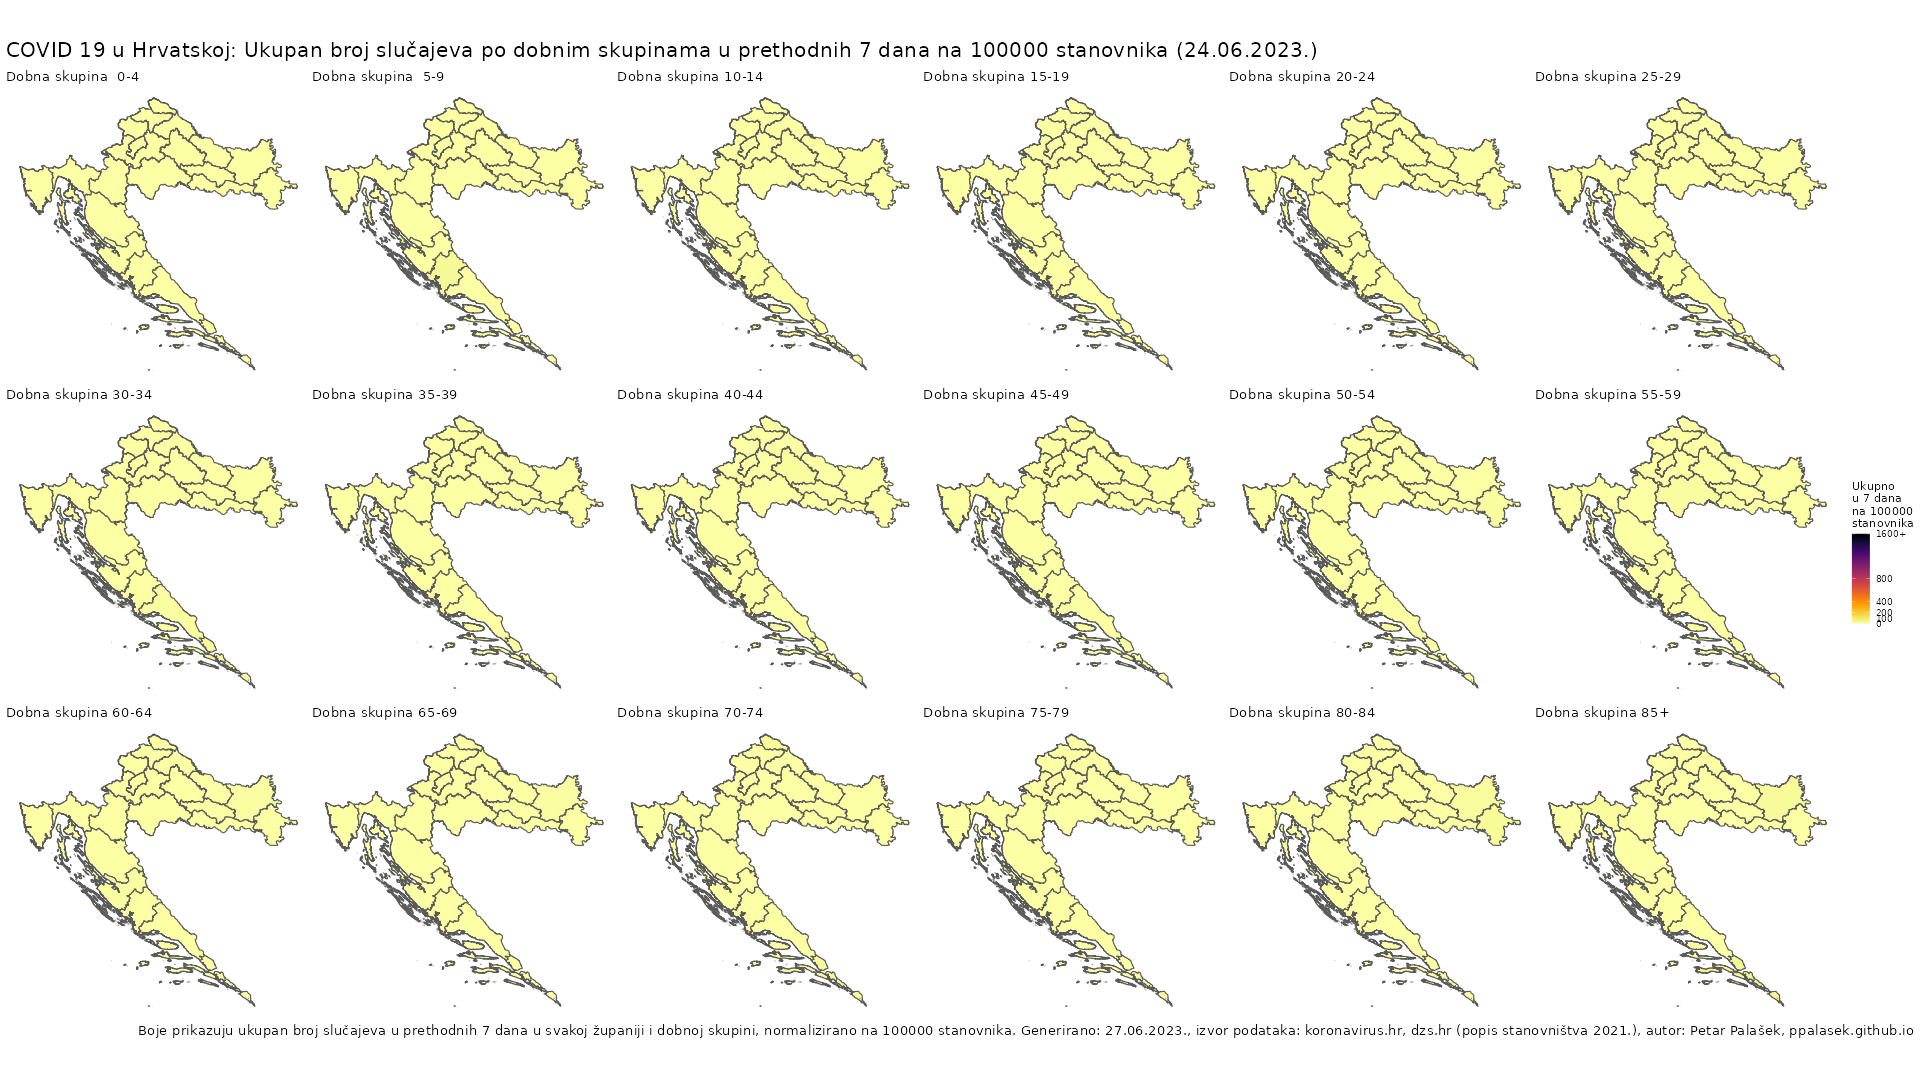 COVID 19 u Hrvatskoj: Ukupan broj slučajeva po dobnim skupinama u prethodnih 7 dana na 100000 stanovnika (24.06.2023.)
Dobna skupina  0-4
Dobna skupina  5-9
Dobna skupina 10-14
Dobna skupina 15-19
Dobna skupina 20-24
Dobna skupina 25-29
Dobna skupina 30-34
Dobna skupina 35-39
Dobna skupina 40-44
Dobna skupina 45-49
Dobna skupina 50-54
Dobna skupina 55-59
Ukupno
u 7 dana
na 100000
stanovnika
1600+
800
400
200
100
0
Dobna skupina 60-64
Dobna skupina 65-69
Dobna skupina 70-74
Dobna skupina 75-79
Dobna skupina 80-84
Dobna skupina 85+
Boje prikazuju ukupan broj slučajeva u prethodnih 7 dana u svakoj županiji i dobnoj skupini, normalizirano na 100000 stanovnika. Generirano: 27.06.2023., izvor podataka: koronavirus.hr, dzs.hr (popis stanovništva 2021.), autor: Petar Palašek, ppalasek.github.io